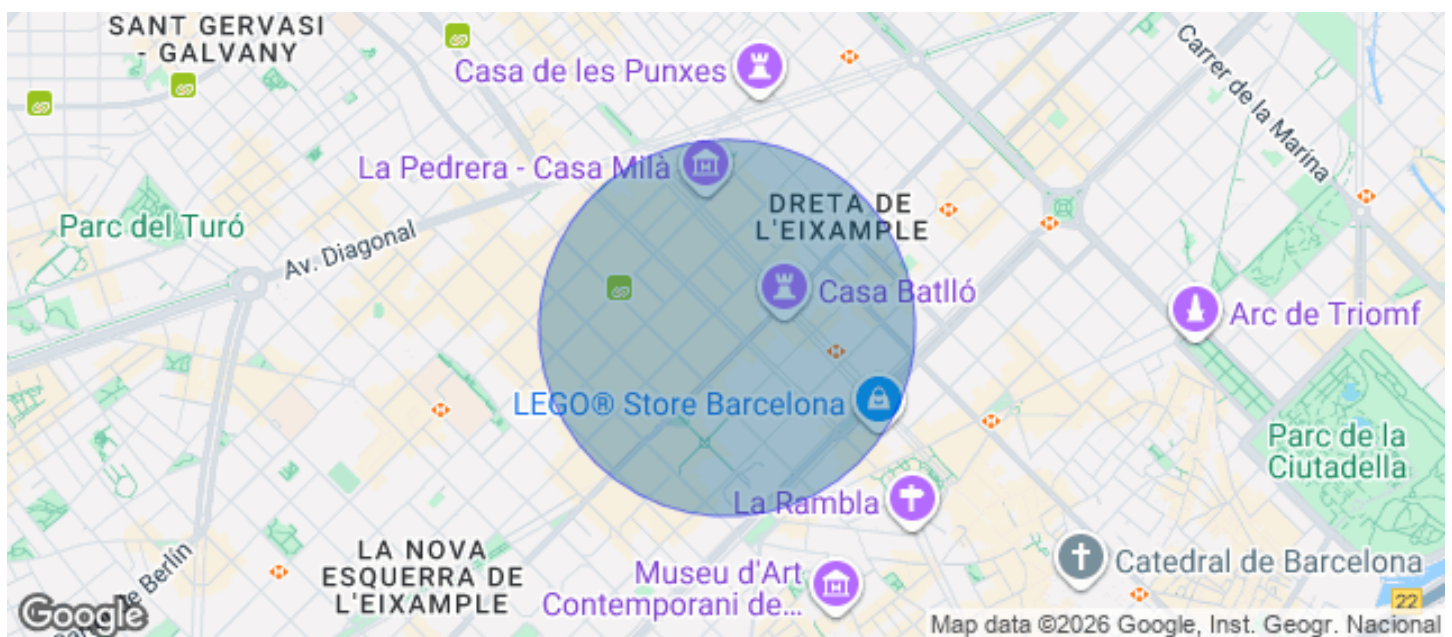 SANT GERVASI
- GALVANY
Casa de les Punxes
Carrer de la Marina
La Pedrera - Casa Milà
DRETA DE
L'EIXAMPLE
Parc del Turó
Av. Diagonal
Casa Batlló
Arc de Triomf
LEGO® Store Barcelona
Parc de la
Ciutadella
La Rambla
LA NOVA
ESQUERRA DE
L'EIXAMPLE
Museu d'Art
Contemporani de...
Catedral de Barcelona
de Berlín
22
Google
Map data ©2026 Google, Inst. Geogr. Nacional